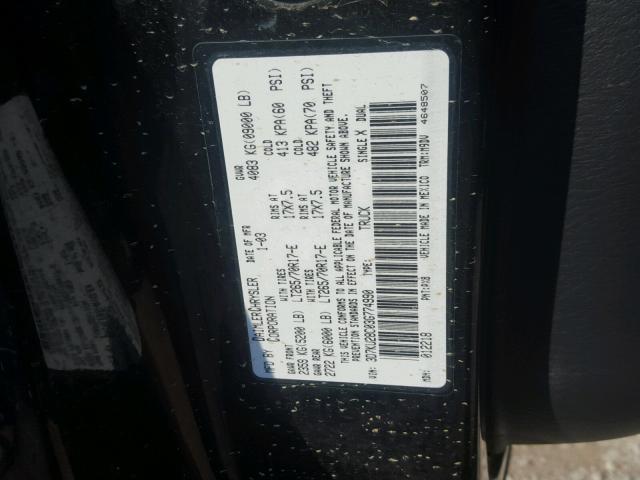 DAIMLERCHRYSLER CORPORATION
DATE OF MFR 1-03
GVWR 4083 KG(09000 LB)
GAWR FRONT WITH TIRES RIMS AT COLD
2359 KG(5200 LB) LT265/70R17-E 17X7.5 413 KPA(60 PSI)
GAWR REAR WITH TIRES RIMS AT COLD
2722 KG(6000 LB) LT265/70R17-E 17X7.5 482 KPA(70 PSI)
THIS VEHICLE CONFORMS TO ALL APPLICABLE FEDERAL MOTOR VEHICLE SAFETY AND THEFT
PREVENTION STANDARDS IN EFFECT ON THE DATE OF MANUFACTURE SHOWN ABOVE.
VIN: 3D7KU28C03G774990 TYPE: TRUCK SINGLE X DUAL
MDH: 012218 PNT:PX8 VEHICLE MADE IN MEXICO TRM:M9DV 4648507